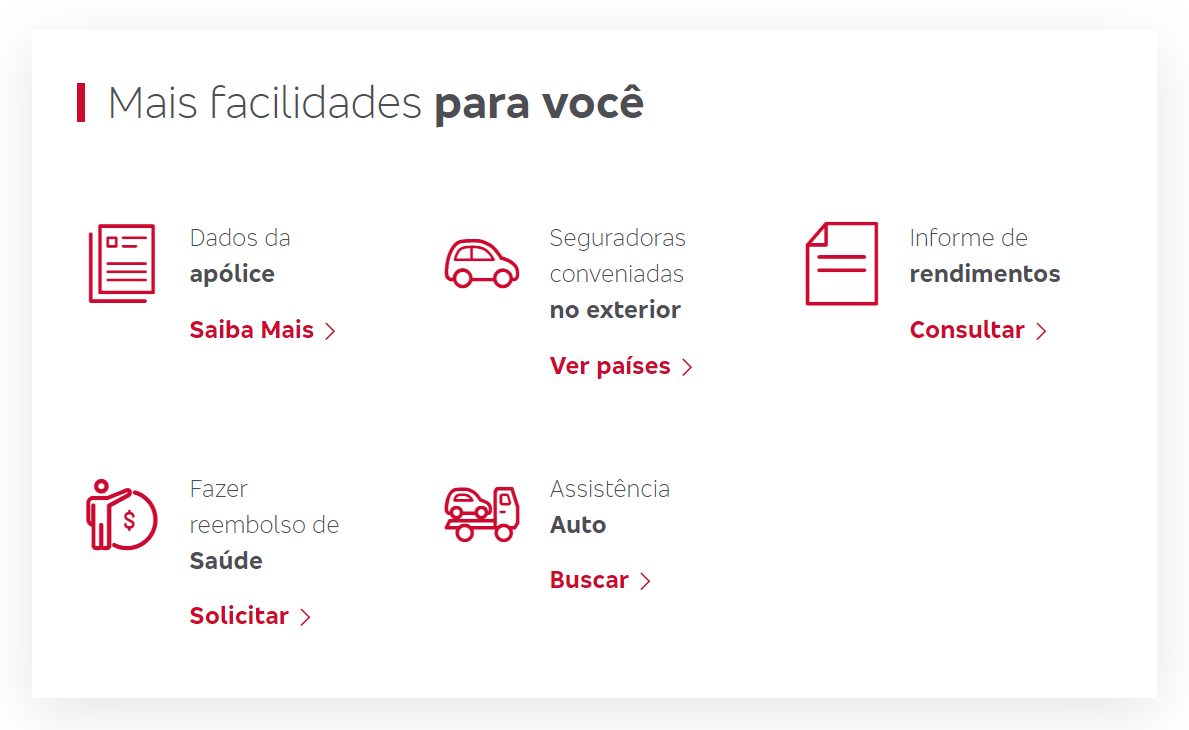 Mais facilidades para você
Dados da
apólice
Saiba Mais
Seguradoras
conveniadas
no exterior
Ver países
Informe de
rendimentos
Consultar
Fazer
reembolso de
Saúde
Solicitar
$
Assistência
Auto
Buscar